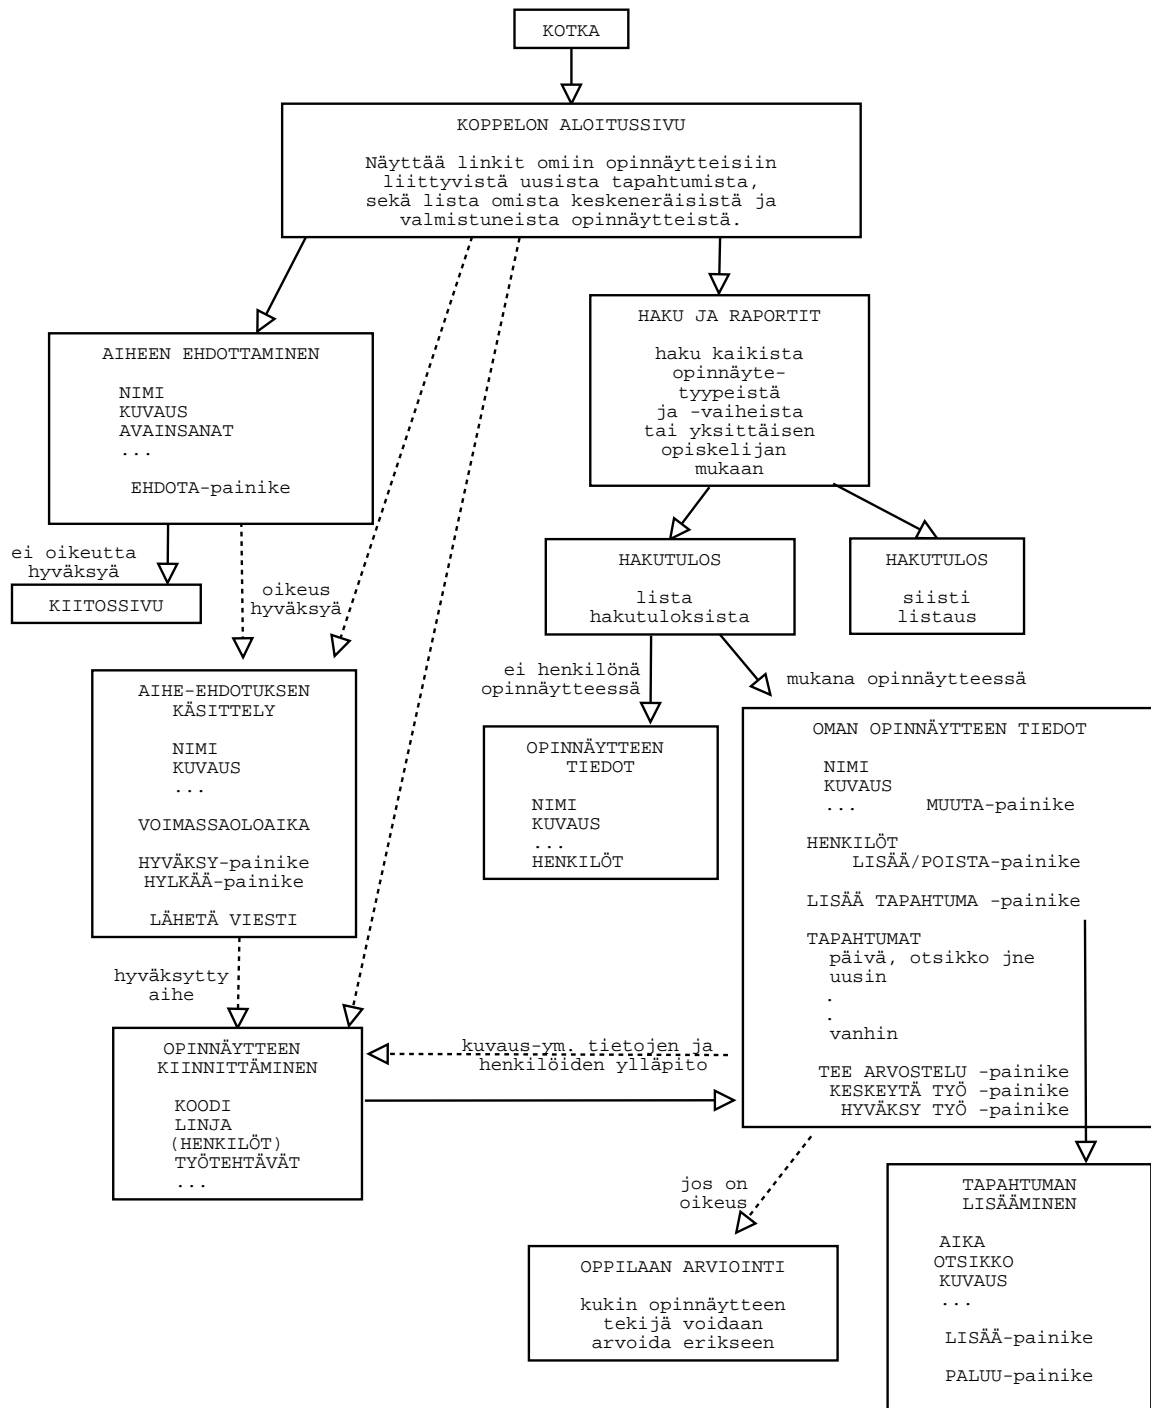 KOTKA
KOPPELON ALOITUSSIVU
Näyttää linkit omiin opinnäytteisiin
liittyvistä uusista tapahtumista,
sekä lista omista keskeneräisistä ja
valmistuneista opinnäytteistä.
AIHEEN EHDOTTAMINEN
NIMI
KUVAUS
AVAINSANAT
...
EHDOTA-painike
HAKU JA RAPORTIT
haku kaikista
opinnäyte-
tyypeistä
ja -vaiheista
tai yksittäisen
opiskelijan
mukaan
ei oikeutta
hyväksyä
KIITOSSIVU
oikeus
hyväksyä
HAKUTULOS
lista
hakutuloksista
HAKUTULOS
siisti
listaus
ei henkilönä
opinnäytteessä
mukana opinnäytteessä
AIHE-EHDOTUKSEN
KÄSITTELY
NIMI
KUVAUS
...
VOIMASSAOLOAIKA
HYVÄKSY-painike
HYLKÄÄ-painike
LÄHETÄ VIESTI
OPINNÄYTTEEN
TIEDOT
NIMI
KUVAUS
...
HENKILÖT
OMAN OPINNÄYTTEEN TIEDOT
NIMI
KUVAUS
... MUUTA-painike
HENKILÖT
LISÄÄ/POISTA-painike
LISÄÄ TAPAHTUMA -painike
TAPAHTUMAT
päivä, otsikko jne
uusin
.
.
vanhin
TEE ARVOSTELU -painike
KESKEYTÄ TYÖ -painike
HYVÄKSY TYÖ -painike
hyväksytty
aihe
OPINNÄYTTEEN
KIINNITTÄMINEN
KOODI
LINJA
(HENKILÖT)
TYÖTEHTÄVÄT
...
kuvaus-ym. tietojen ja
henkilöiden ylläpito
jos on
oikeus
OPPILAAN ARVIOINTI
kukin opinnäytteen
tekijä voidaan
arvoida erikseen
TAPAHTUMAN
LISÄÄMINEN
AIKA
OTSIKKO
KUVAUS
...
LISÄÄ-painike
PALUU-painike